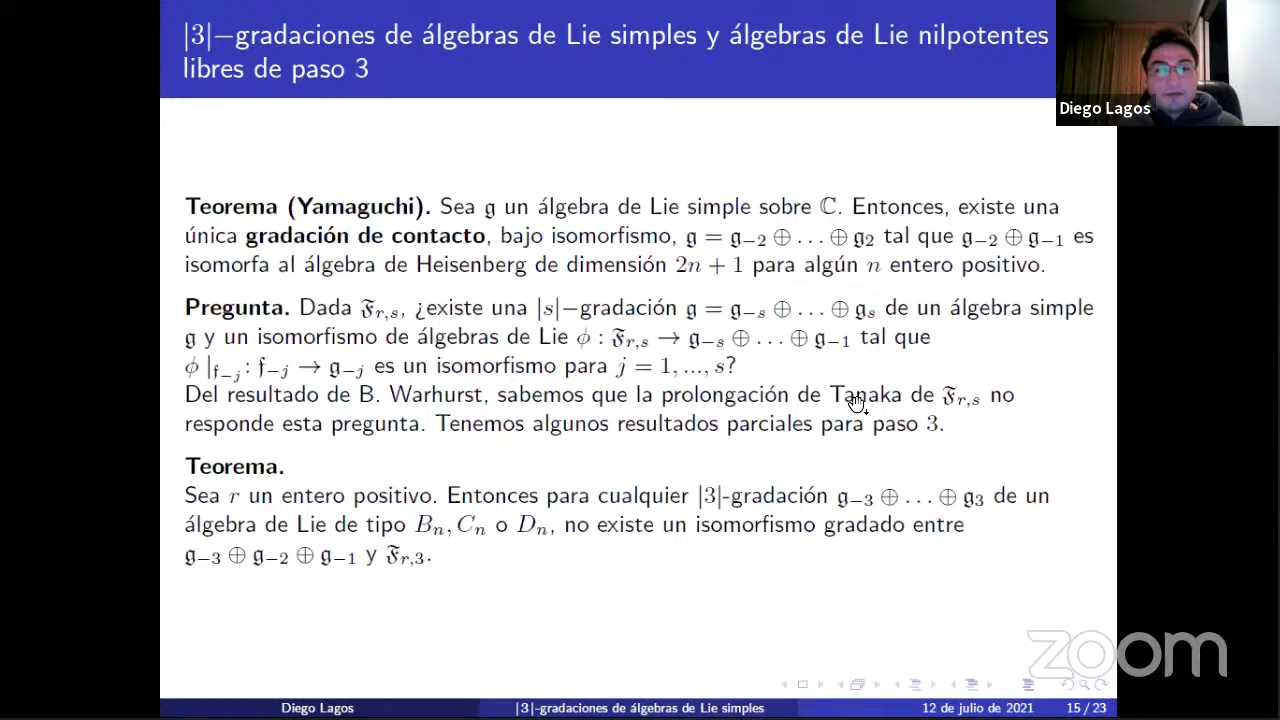 |3|−gradaciones de álgebras de Lie simples y álgebras de Lie nilpotentes
libres de paso 3
Diego Lagos
Teorema (Yamaguchi). Sea 𝔤 un álgebra de Lie simple sobre ℂ. Entonces, existe una
única gradación de contacto, bajo isomorfismo, 𝔤 = 𝔤₋₂ ⊕ … ⊕ 𝔤₂ tal que 𝔤₋₂ ⊕ 𝔤₋₁ es
isomorfa al álgebra de Heisenberg de dimensión 2n + 1 para algún n entero positivo.
Pregunta. Dada 𝔉_{r,s}, ¿existe una |s|−gradación 𝔤 = 𝔤₋ₛ ⊕ … ⊕ 𝔤ₛ de un álgebra simple
𝔤 y un isomorfismo de álgebras de Lie ϕ : 𝔉_{r,s} → 𝔤₋ₛ ⊕ … ⊕ 𝔤₋₁ tal que
ϕ |_{𝔣₋ⱼ} : 𝔣₋ⱼ → 𝔤₋ⱼ es un isomorfismo para j = 1, ..., s?
Del resultado de B. Warhurst, sabemos que la prolongación de Tanaka de 𝔉_{r,s} no
responde esta pregunta. Tenemos algunos resultados parciales para paso 3.
Teorema.
Sea r un entero positivo. Entonces para cualquier |3|-gradación 𝔤₋₃ ⊕ … ⊕ 𝔤₃ de un
álgebra de Lie de tipo Bₙ, Cₙ o Dₙ, no existe un isomorfismo gradado entre
𝔤₋₃ ⊕ 𝔤₋₂ ⊕ 𝔤₋₁ y 𝔉_{r,3}.
zoom
Diego Lagos |3|-gradaciones de álgebras de Lie simples 12 de julio de 2021 15 / 23